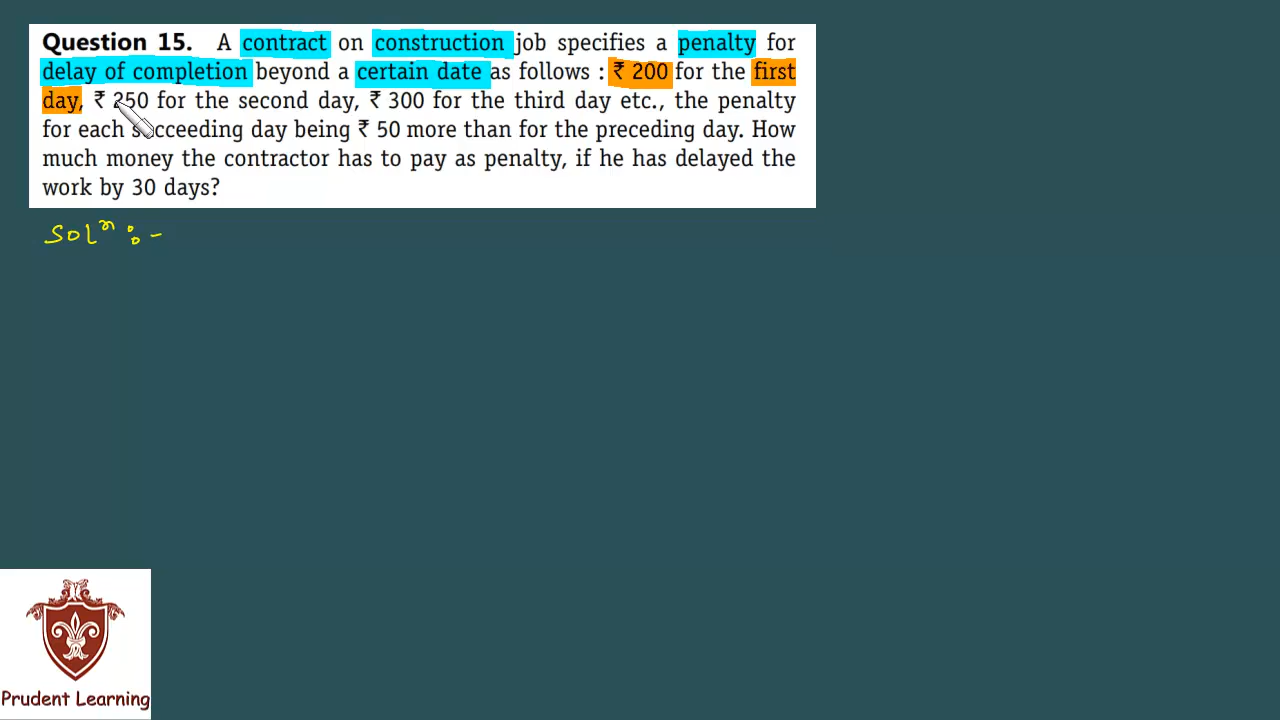 Question 15. A contract on construction job specifies a penalty for
delay of completion beyond a certain date as follows : ₹ 200 for the first
day, ₹ 250 for the second day, ₹ 300 for the third day etc., the penalty
for each succeeding day being ₹ 50 more than for the preceding day. How
much money the contractor has to pay as penalty, if he has delayed the
work by 30 days?
Solⁿ :-
Prudent Learning